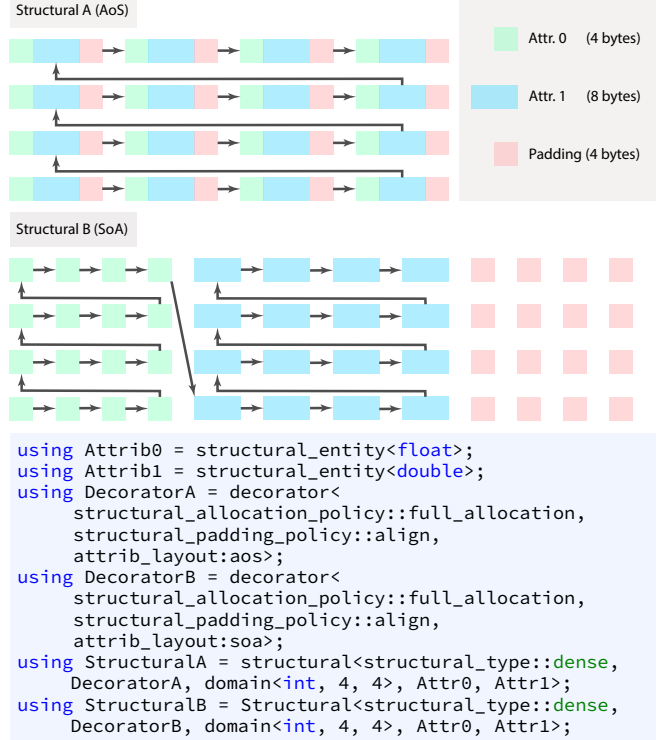 Structural A (AoS)
Attr. 0 (4 bytes)
Attr. 1 (8 bytes)
Padding (4 bytes)
Structural B (SoA)
using Attrib0 = structural_entity<float>;
using Attrib1 = structural_entity<double>;
using DecoratorA = decorator<
structural_allocation_policy::full_allocation,
structural_padding_policy::align,
attrib_layout:aos>;
using DecoratorB = decorator<
structural_allocation_policy::full_allocation,
structural_padding_policy::align,
attrib_layout:soa>;
using StructuralA = structural<structural_type::dense,
DecoratorA, domain<int, 4, 4>, Attr0, Attr1>;
using StructuralB = Structural<structural_type::dense,
DecoratorB, domain<int, 4, 4>, Attr0, Attr1>;